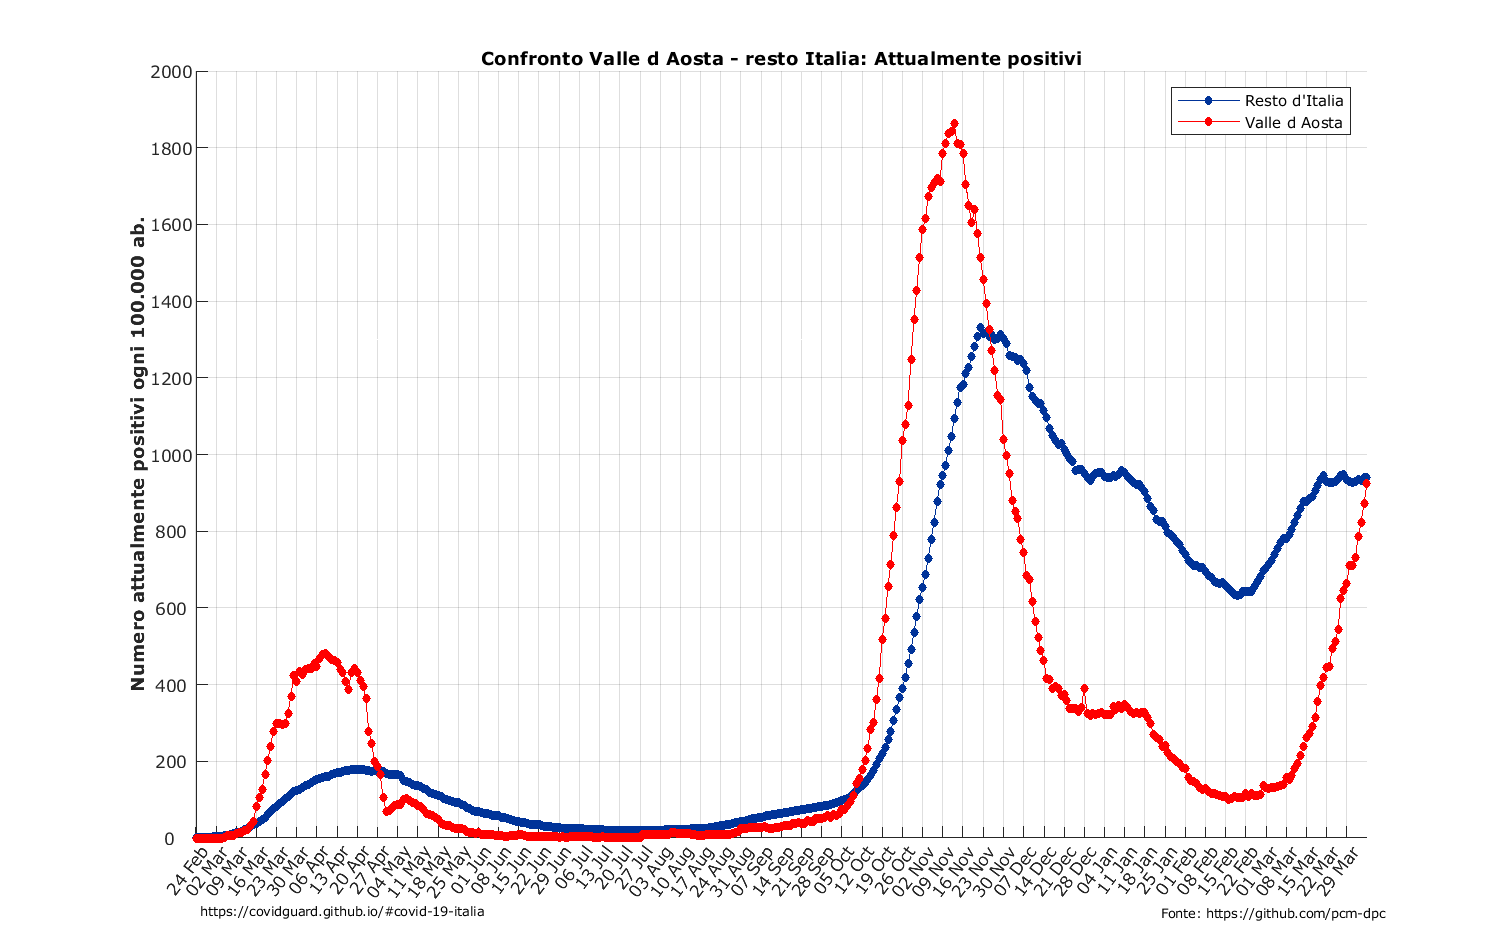 Confronto Valle d Aosta - resto Italia: Attualmente positivi
Resto d'Italia
Valle d Aosta
Numero attualmente positivi ogni 100.000 ab.
2000
1800
1600
1400
1200
1000
800
600
400
200
0
24 Feb
02 Mar
09 Mar
16 Mar
23 Mar
30 Mar
06 Apr
13 Apr
20 Apr
27 Apr
04 May
11 May
18 May
25 May
01 Jun
08 Jun
15 Jun
22 Jun
29 Jun
06 Jul
13 Jul
20 Jul
27 Jul
03 Aug
10 Aug
17 Aug
24 Aug
31 Aug
07 Sep
14 Sep
21 Sep
28 Sep
05 Oct
12 Oct
19 Oct
26 Oct
02 Nov
09 Nov
16 Nov
23 Nov
30 Nov
07 Dec
14 Dec
21 Dec
28 Dec
04 Jan
11 Jan
18 Jan
25 Jan
01 Feb
08 Feb
15 Feb
22 Feb
01 Mar
08 Mar
15 Mar
22 Mar
29 Mar
https://covidguard.github.io/#covid-19-italia
Fonte: https://github.com/pcm-dpc